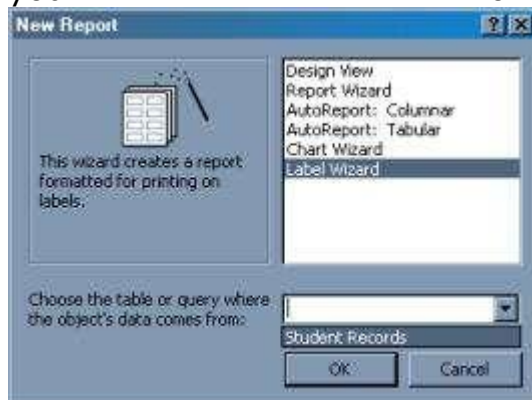 New Report
Design View
Report Wizard
AutoReport: Columnar
AutoReport: Tabular
Chart Wizard
Label Wizard
This wizard creates a report
formatted for printing on
labels.
Choose the table or query where
the object's data comes from:
Student Records
OK
Cancel